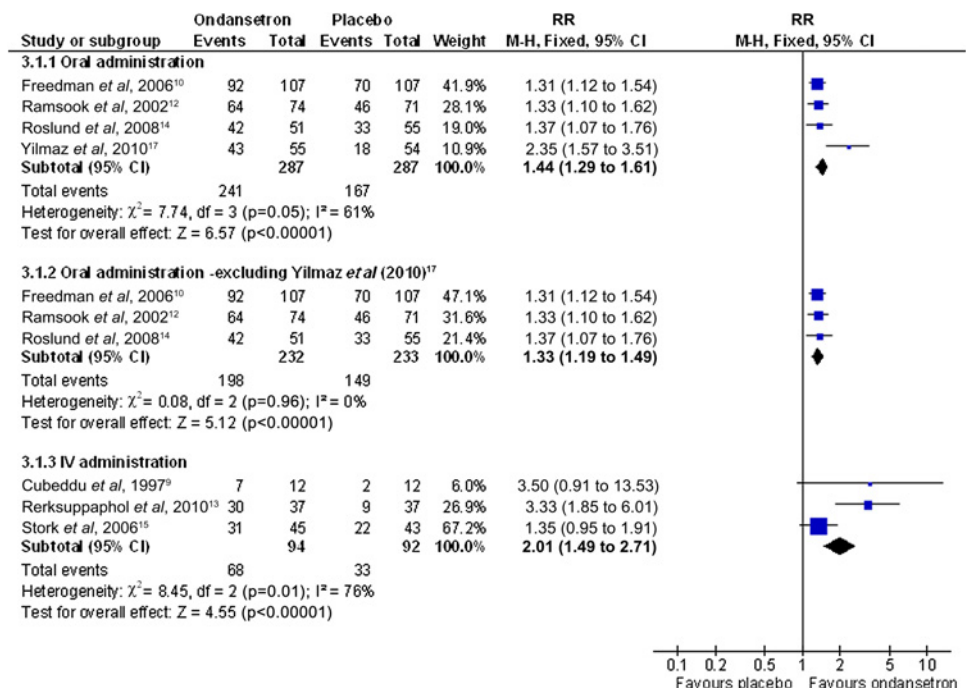 Ondansetron Placebo RR RR
Study or subgroup Events Total Events Total Weight M-H, Fixed, 95% CI M-H, Fixed, 95% CI
3.1.1 Oral administration
Freedman et al, 2006¹⁰ 92 107 70 107 41.9% 1.31 (1.12 to 1.54)
Ramsook et al, 2002¹² 64 74 46 71 28.1% 1.33 (1.10 to 1.62)
Roslund et al, 2008¹⁴ 42 51 33 55 19.0% 1.37 (1.07 to 1.76)
Yilmaz et al, 2010¹⁷ 43 55 18 54 10.9% 2.35 (1.57 to 3.51)
Subtotal (95% CI) 287 287 100.0% 1.44 (1.29 to 1.61)
Total events 241 167
Heterogeneity: χ²= 7.74, df = 3 (p=0.05); I² = 61%
Test for overall effect: Z = 6.57 (p<0.00001)
3.1.2 Oral administration -excluding Yilmaz et al (2010)¹⁷
Freedman et al, 2006¹⁰ 92 107 70 107 47.1% 1.31 (1.12 to 1.54)
Ramsook et al, 2002¹² 64 74 46 71 31.6% 1.33 (1.10 to 1.62)
Roslund et al, 2008¹⁴ 42 51 33 55 21.4% 1.37 (1.07 to 1.76)
Subtotal (95% CI) 232 233 100.0% 1.33 (1.19 to 1.49)
Total events 198 149
Heterogeneity: χ²= 0.08, df = 2 (p=0.96); I² = 0%
Test for overall effect: Z = 5.12 (p<0.00001)
3.1.3 IV administration
Cubeddu et al, 1997⁹ 7 12 2 12 6.0% 3.50 (0.91 to 13.53)
Rerksuppaphol et al, 2010¹³ 30 37 9 37 26.9% 3.33 (1.85 to 6.01)
Stork et al, 2006¹⁵ 31 45 22 43 67.2% 1.35 (0.95 to 1.91)
Subtotal (95% CI) 94 92 100.0% 2.01 (1.49 to 2.71)
Total events 68 33
Heterogeneity: χ²= 8.45, df = 2 (p=0.01); I² = 76%
Test for overall effect: Z = 4.55 (p<0.00001)
0.1 0.2 0.5 1 2 5 10
Favours placebo Favours ondansetron